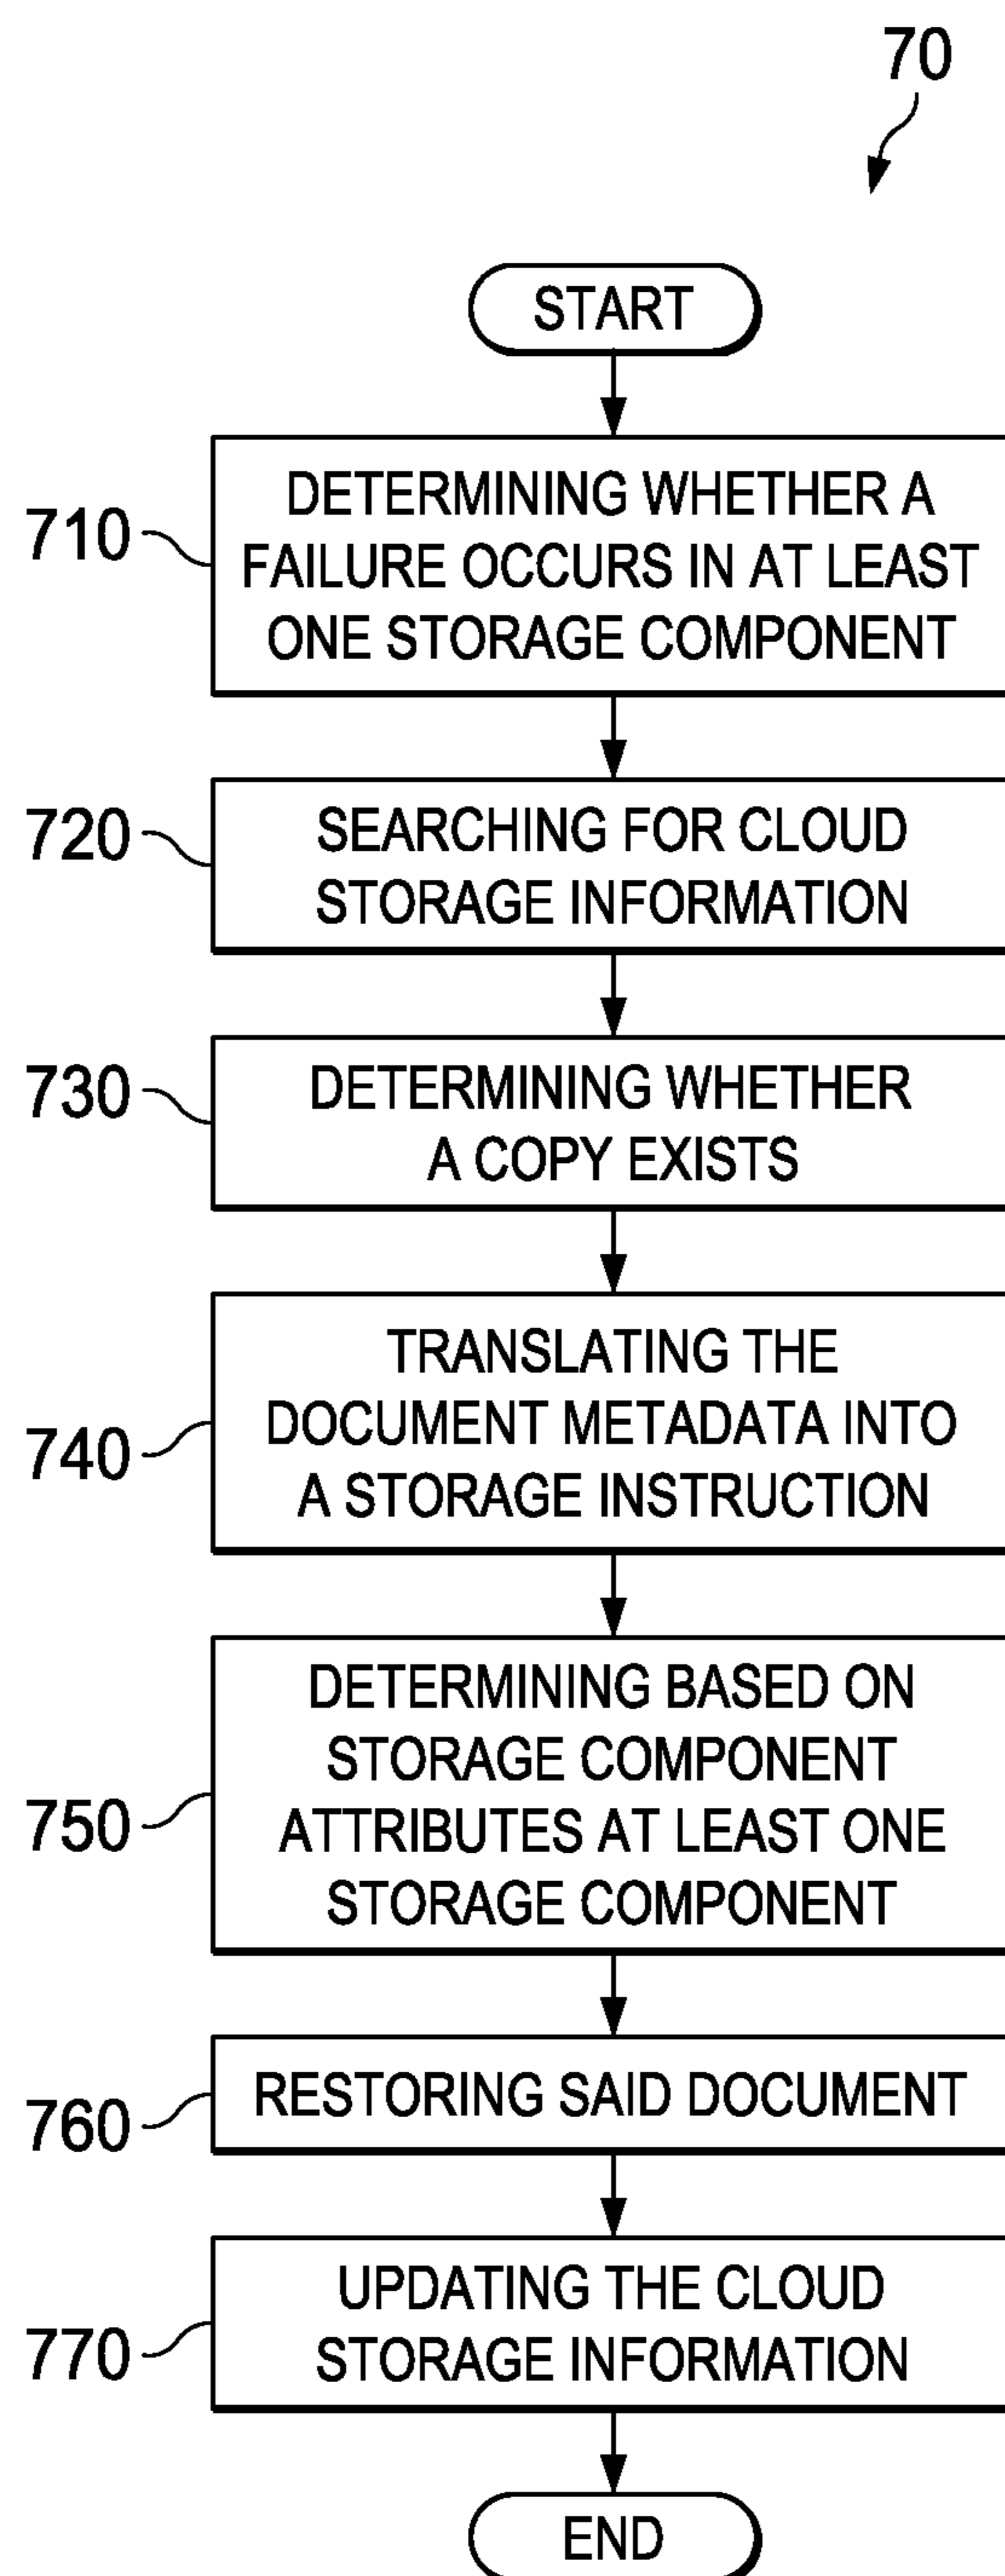 70
START
710
DETERMINING WHETHER A
FAILURE OCCURS IN AT LEAST
ONE STORAGE COMPONENT
720
SEARCHING FOR CLOUD
STORAGE INFORMATION
730
DETERMINING WHETHER
A COPY EXISTS
740
TRANSLATING THE
DOCUMENT METADATA INTO
A STORAGE INSTRUCTION
750
DETERMINING BASED ON
STORAGE COMPONENT
ATTRIBUTES AT LEAST ONE
STORAGE COMPONENT
760
RESTORING SAID DOCUMENT
770
UPDATING THE CLOUD
STORAGE INFORMATION
END